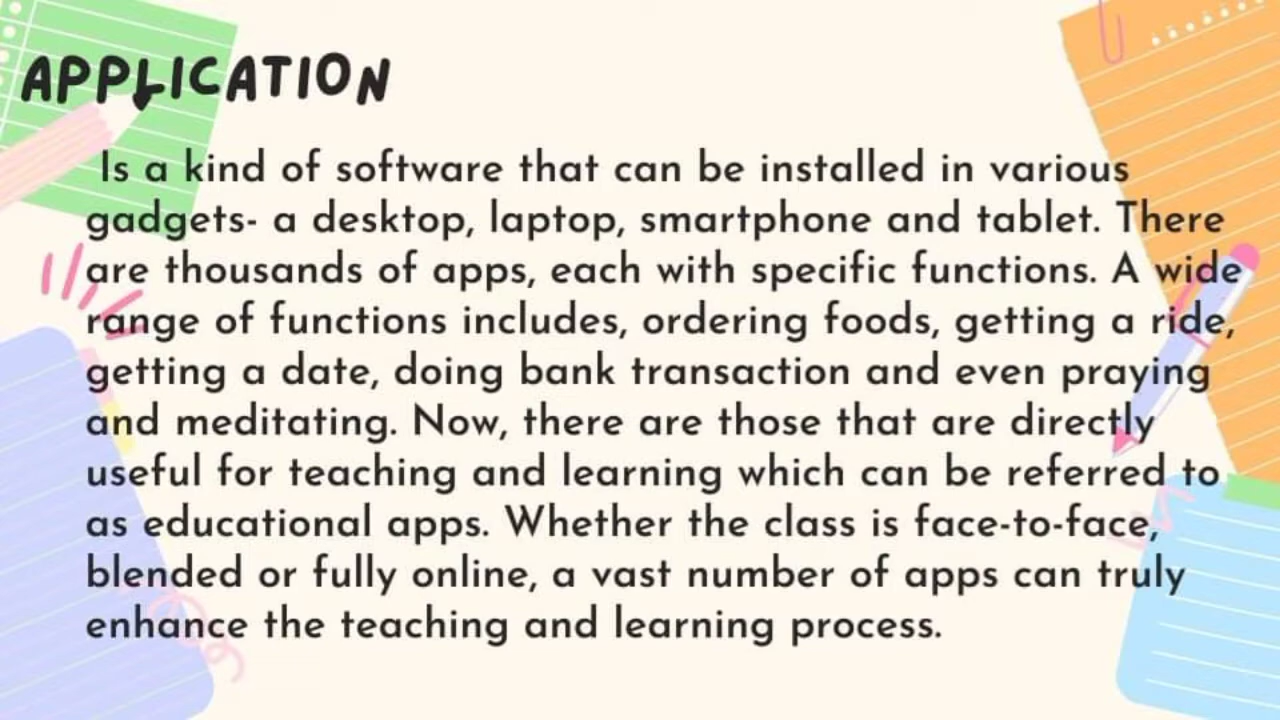 APPLICATION
Is a kind of software that can be installed in various
gadgets- a desktop, laptop, smartphone and tablet. There
are thousands of apps, each with specific functions. A wide
range of functions includes, ordering foods, getting a ride,
getting a date, doing bank transaction and even praying
and meditating. Now, there are those that are directly
useful for teaching and learning which can be referred to
as educational apps. Whether the class is face-to-face,
blended or fully online, a vast number of apps can truly
enhance the teaching and learning process.